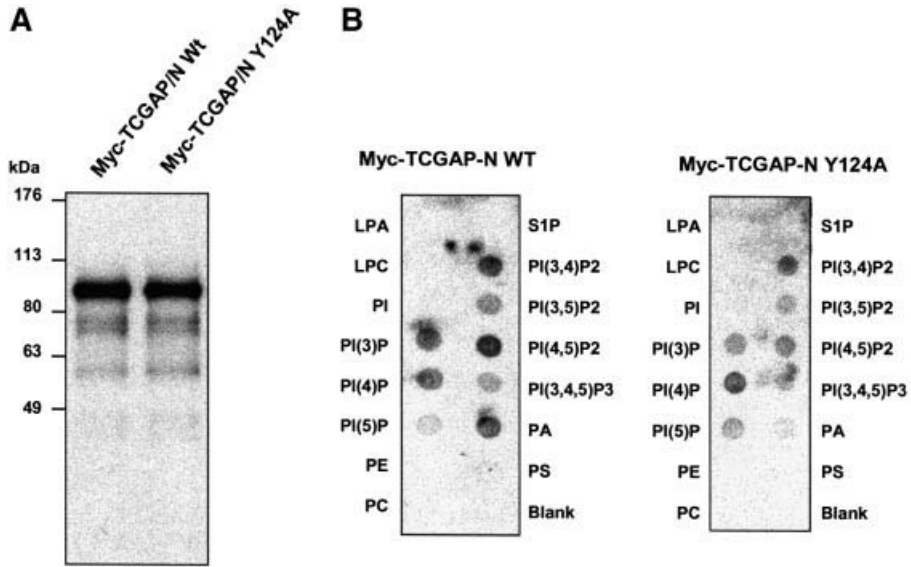 A
Myc-TCGAP/N Wt
Myc-TCGAP/N Y124A
kDa
176
113
80
63
49
B
Myc-TCGAP-N WT
LPA
LPC
PI
PI(3)P
PI(4)P
PI(5)P
PE
PC
S1P
PI(3,4)P2
PI(3,5)P2
PI(4,5)P2
PI(3,4,5)P3
PA
PS
Blank
Myc-TCGAP-N Y124A
LPA
LPC
PI
PI(3)P
PI(4)P
PI(5)P
PE
PC
S1P
PI(3,4)P2
PI(3,5)P2
PI(4,5)P2
PI(3,4,5)P3
PA
PS
Blank